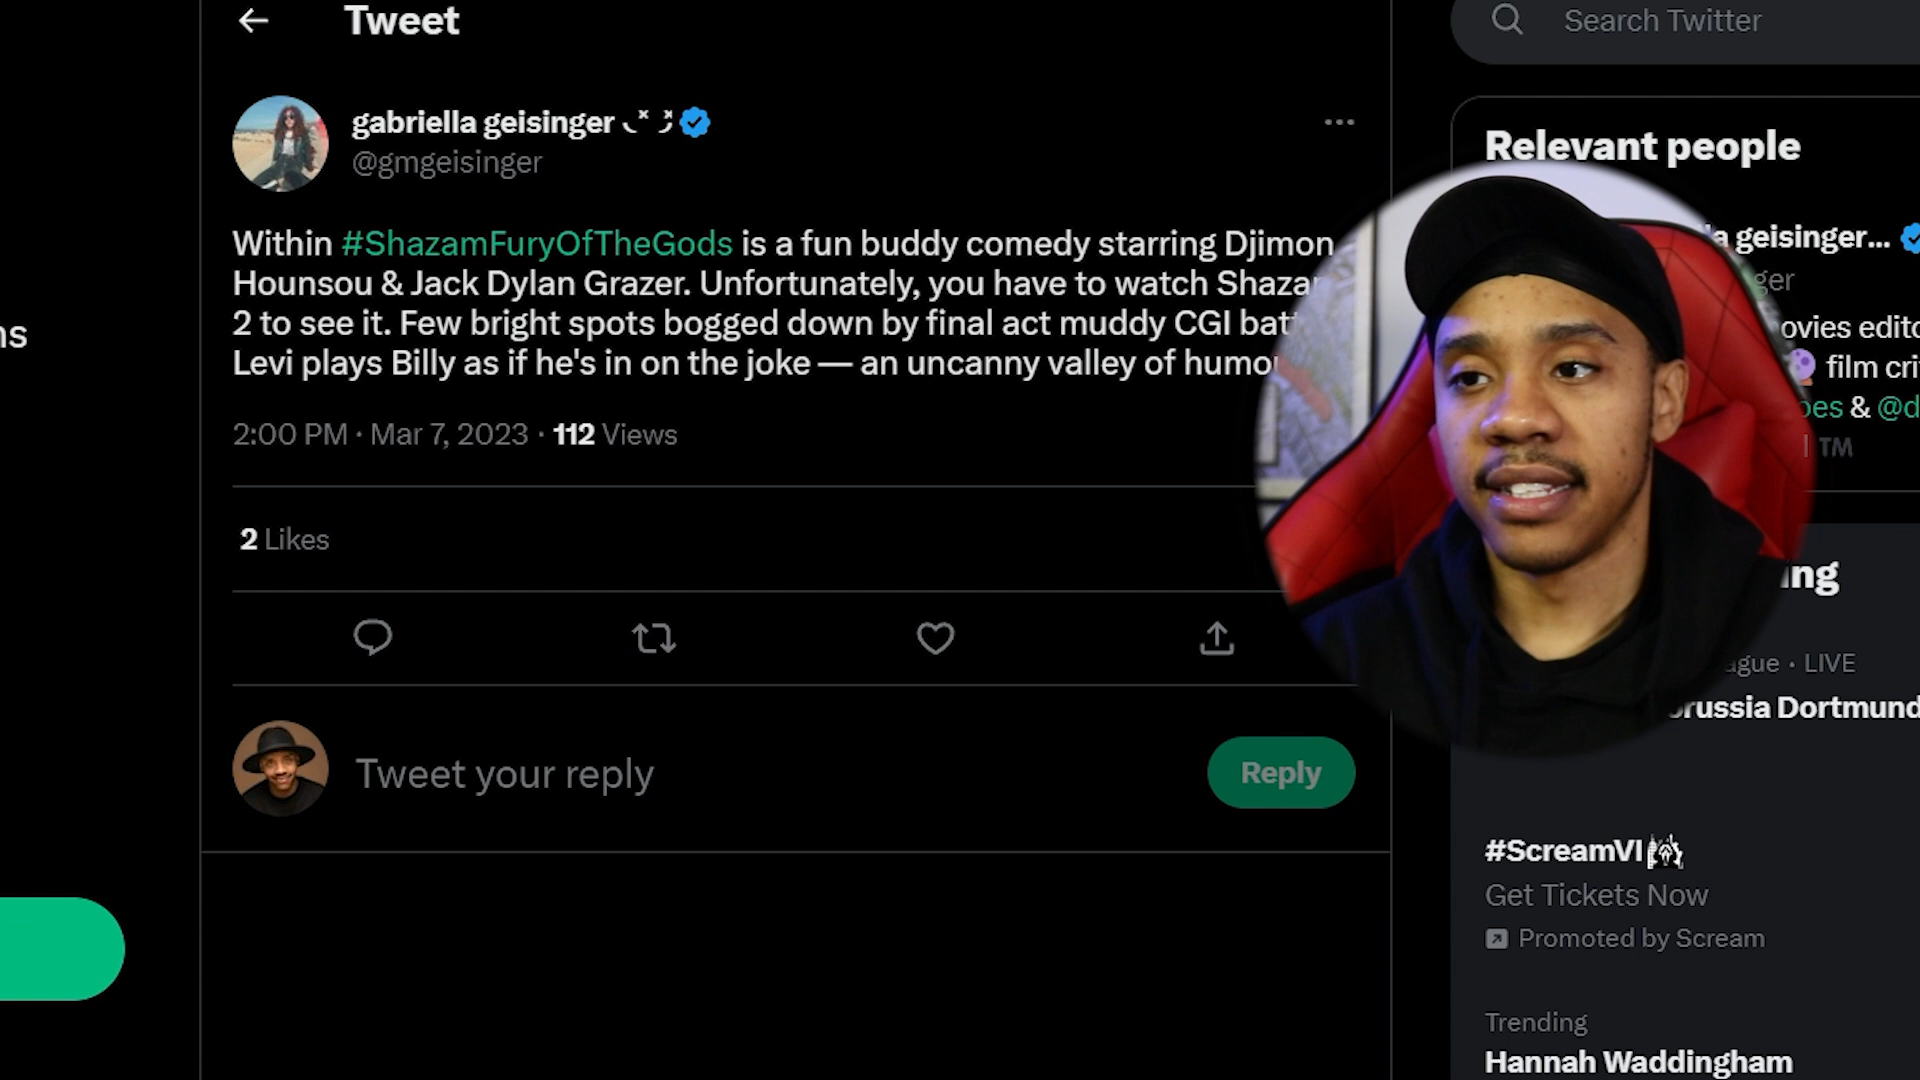 Tweet
Search Twitter
gabriella geisinger
@gmgeisinger
Within #ShazamFuryOfTheGods is a fun buddy comedy starring Djimon
Hounsou & Jack Dylan Grazer. Unfortunately, you have to watch
2 to see it. Few bright spots bogged down by final act muddy CGI
Levi plays Billy as if he's in on the joke — an uncanny valley of
2:00 PM · Mar 7, 2023 · 112 Views
2 Likes
Tweet your reply
Reply
Relevant people
geisinger...
film
&
TM
LIVE
Dortmund
#ScreamVI
Get Tickets Now
Promoted by Scream
Trending
Hannah Waddingham